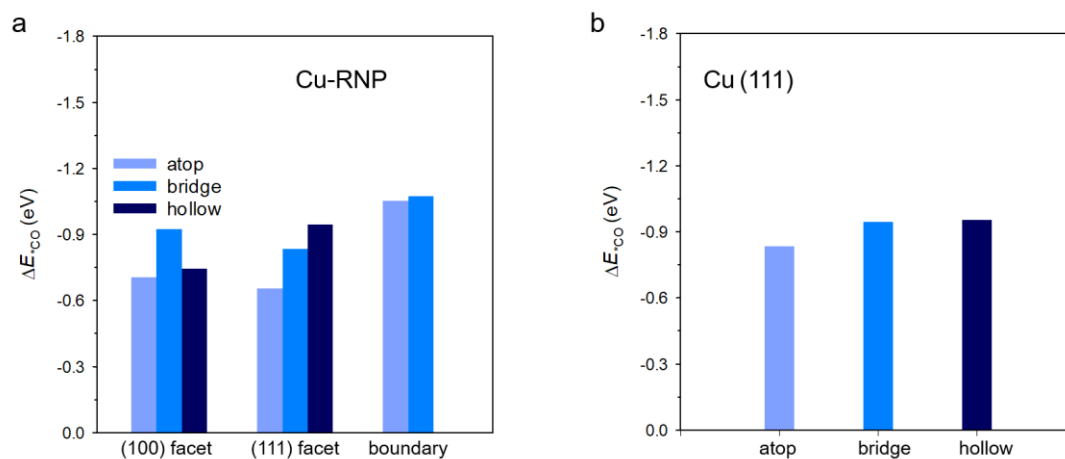 a
Cu-RNP
atop
bridge
hollow
ΔE*CO (eV)
-1.8
-1.5
-1.2
-0.9
-0.6
-0.3
0.0
(100) facet (111) facet boundary
b
Cu (111)
ΔE*CO (eV)
-1.8
-1.5
-1.2
-0.9
-0.6
-0.3
0.0
atop bridge hollow